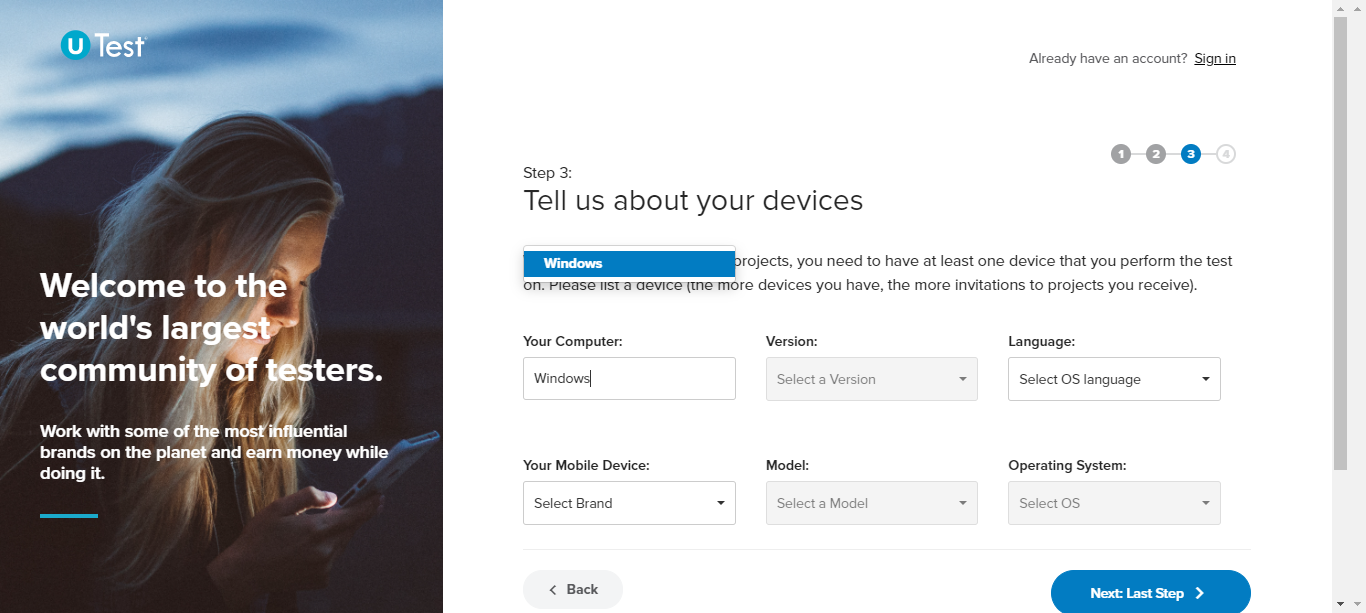 U Test
Already have an account? Sign in
1 2 3 4
Step 3:
Tell us about your devices
Windows
projects, you need to have at least one device that you perform the test
on. Please list a device (the more devices you have, the more invitations to projects you receive).
Welcome to the
world's largest
community of testers.
Work with some of the most influential
brands on the planet and earn money while
doing it.
Your Computer: Version: Language:
Windows Select a Version Select OS language
Your Mobile Device: Model: Operating System:
Select Brand Select a Model Select OS
Back Next: Last Step